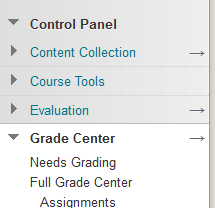 Control Panel
Content Collection
Course Tools
Evaluation
Grade Center
Needs Grading
Full Grade Center
Assignments